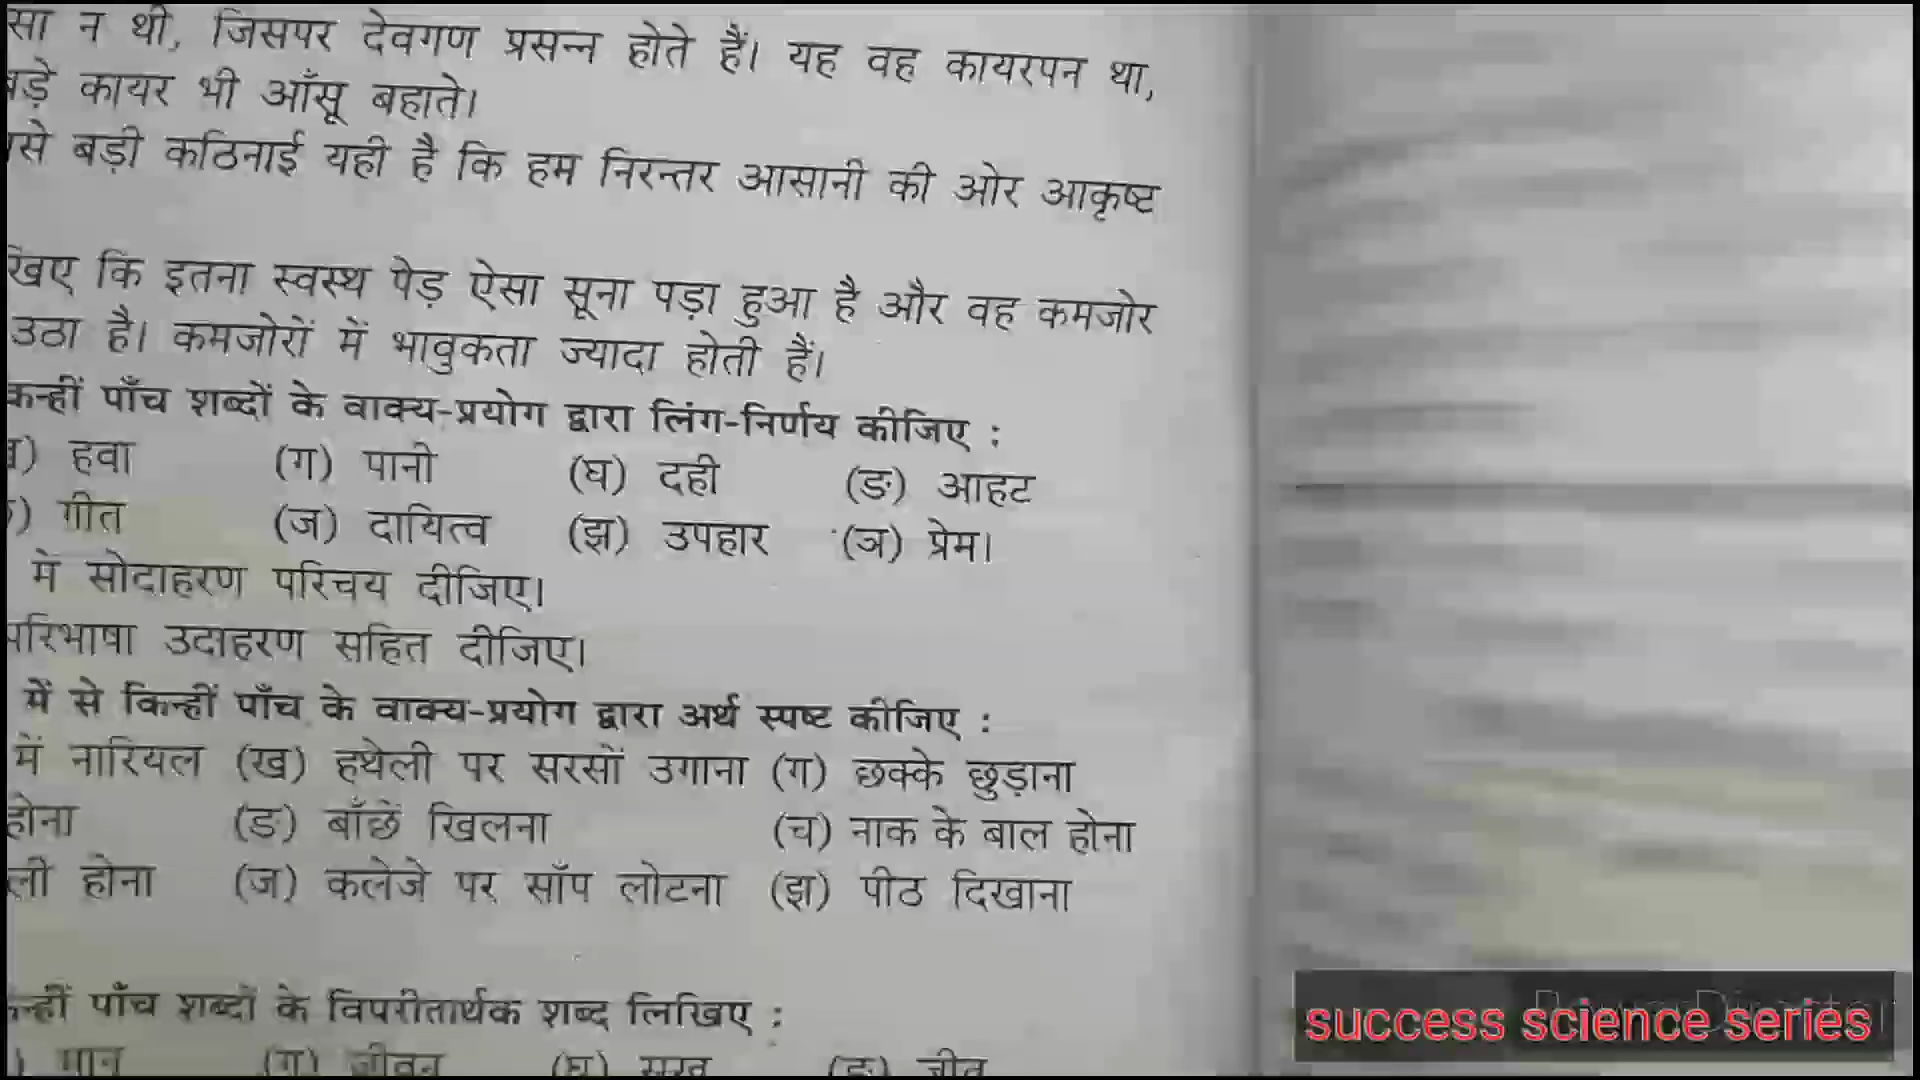 सा न थी, जिसपर देवगण प्रसन्न होते हैं। यह वह कायरपन था,
बड़े कायर भी आँसू बहाते।
से बड़ी कठिनाई यही है कि हम निरन्तर आसानी की ओर आकृष्ट
खिए कि इतना स्वस्थ पेड़ ऐसा सूना पड़ा हुआ है और वह कमजोर
उठा है। कमजोरों में भावुकता ज्यादा होती हैं।
किन्हीं पाँच शब्दों के वाक्य-प्रयोग द्वारा लिंग-निर्णय कीजिए :
) हवा (ग) पानी (घ) दही (ङ) आहट
) गीत (ज) दायित्व (झ) उपहार (ञ) प्रेम।
में सोदाहरण परिचय दीजिए।
परिभाषा उदाहरण सहित दीजिए।
में से किन्हीं पाँच के वाक्य-प्रयोग द्वारा अर्थ स्पष्ट कीजिए :
में नारियल (ख) हथेली पर सरसों उगाना (ग) छक्के छुड़ाना
होना (ङ) बाँछें खिलना (च) नाक के बाल होना
ली होना (ज) कलेजे पर साँप लोटना (झ) पीठ दिखाना
न्हीं पाँच शब्दों के विपरीतार्थक शब्द लिखिए :
) मान (ग) जीवन (घ) सुख (ङ) जीत
success science series